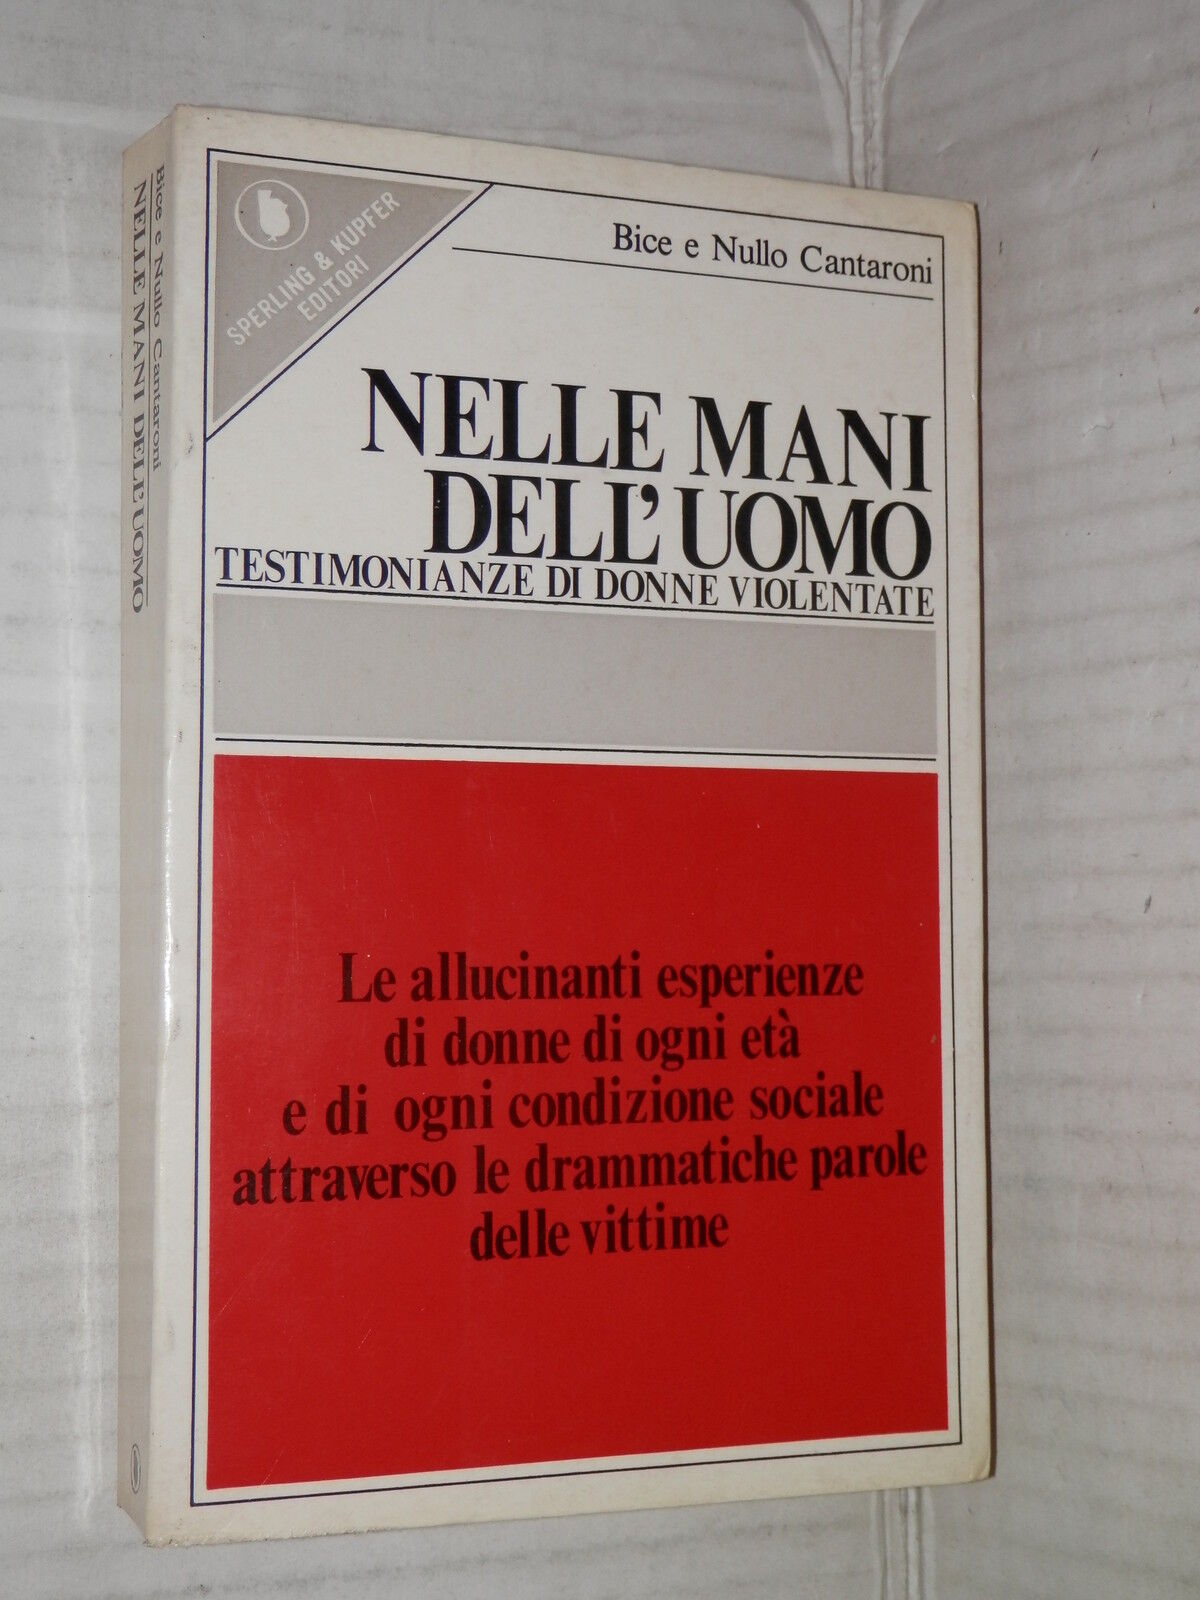 Bice e Nullo Cantaroni
NELLE MANI DELL'UOMO
SPERLING & KUPFER
EDITORI
Bice e Nullo Cantaroni
NELLE MANI
DELL'UOMO
TESTIMONIANZE DI DONNE VIOLENTATE
Le allucinanti esperienze
di donne di ogni età
e di ogni condizione sociale
attraverso le drammatiche parole
delle vittime